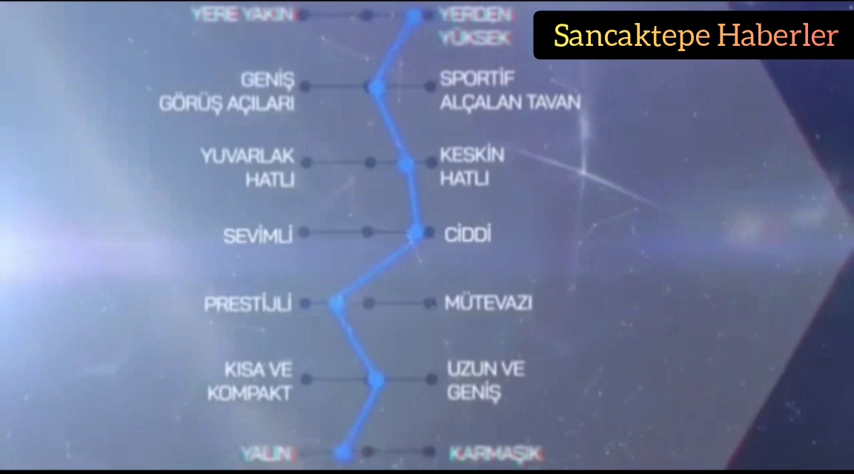 YERE YAKIN
YERDEN
YÜKSEK
Sancaktepe Haberler
GENİŞ
GÖRÜŞ AÇILARI
SPORTİF
ALÇALAN TAVAN
YUVARLAK
HATLI
KESKİN
HATLI
SEVİMLİ
CİDDİ
PRESTİJLİ
MÜTEVAZI
KISA VE
KOMPAKT
UZUN VE
GENİŞ
YALIN
KARMAŞIK